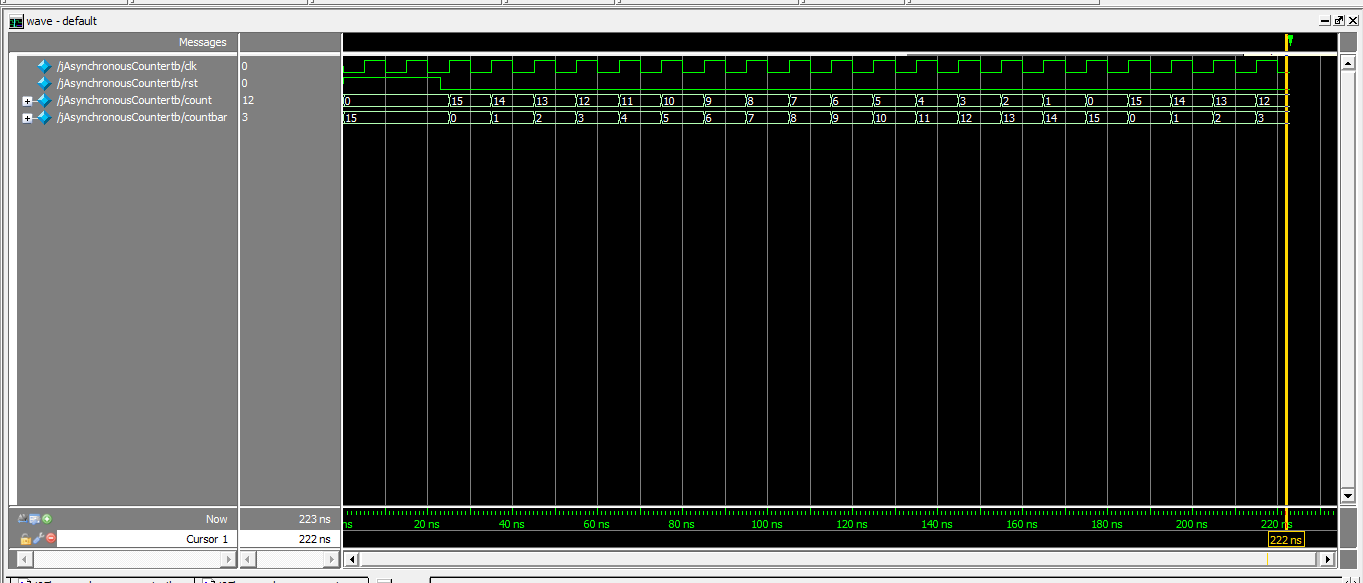 wave - default
Messages
/jAsynchronousCountertb/clk 0
/jAsynchronousCountertb/rst 0
/jAsynchronousCountertb/count 12 0 15 14 13 12 11 10 9 8 7 6 5 4 3 2 1 0 15 14 13 12
/jAsynchronousCountertb/countbar 3 15 0 1 2 3 4 5 6 7 8 9 10 11 12 13 14 15 0 1 2 3
Now 223 ns ns 20 ns 40 ns 60 ns 80 ns 100 ns 120 ns 140 ns 160 ns 180 ns 200 ns 220 ns
Cursor 1 222 ns 222 ns